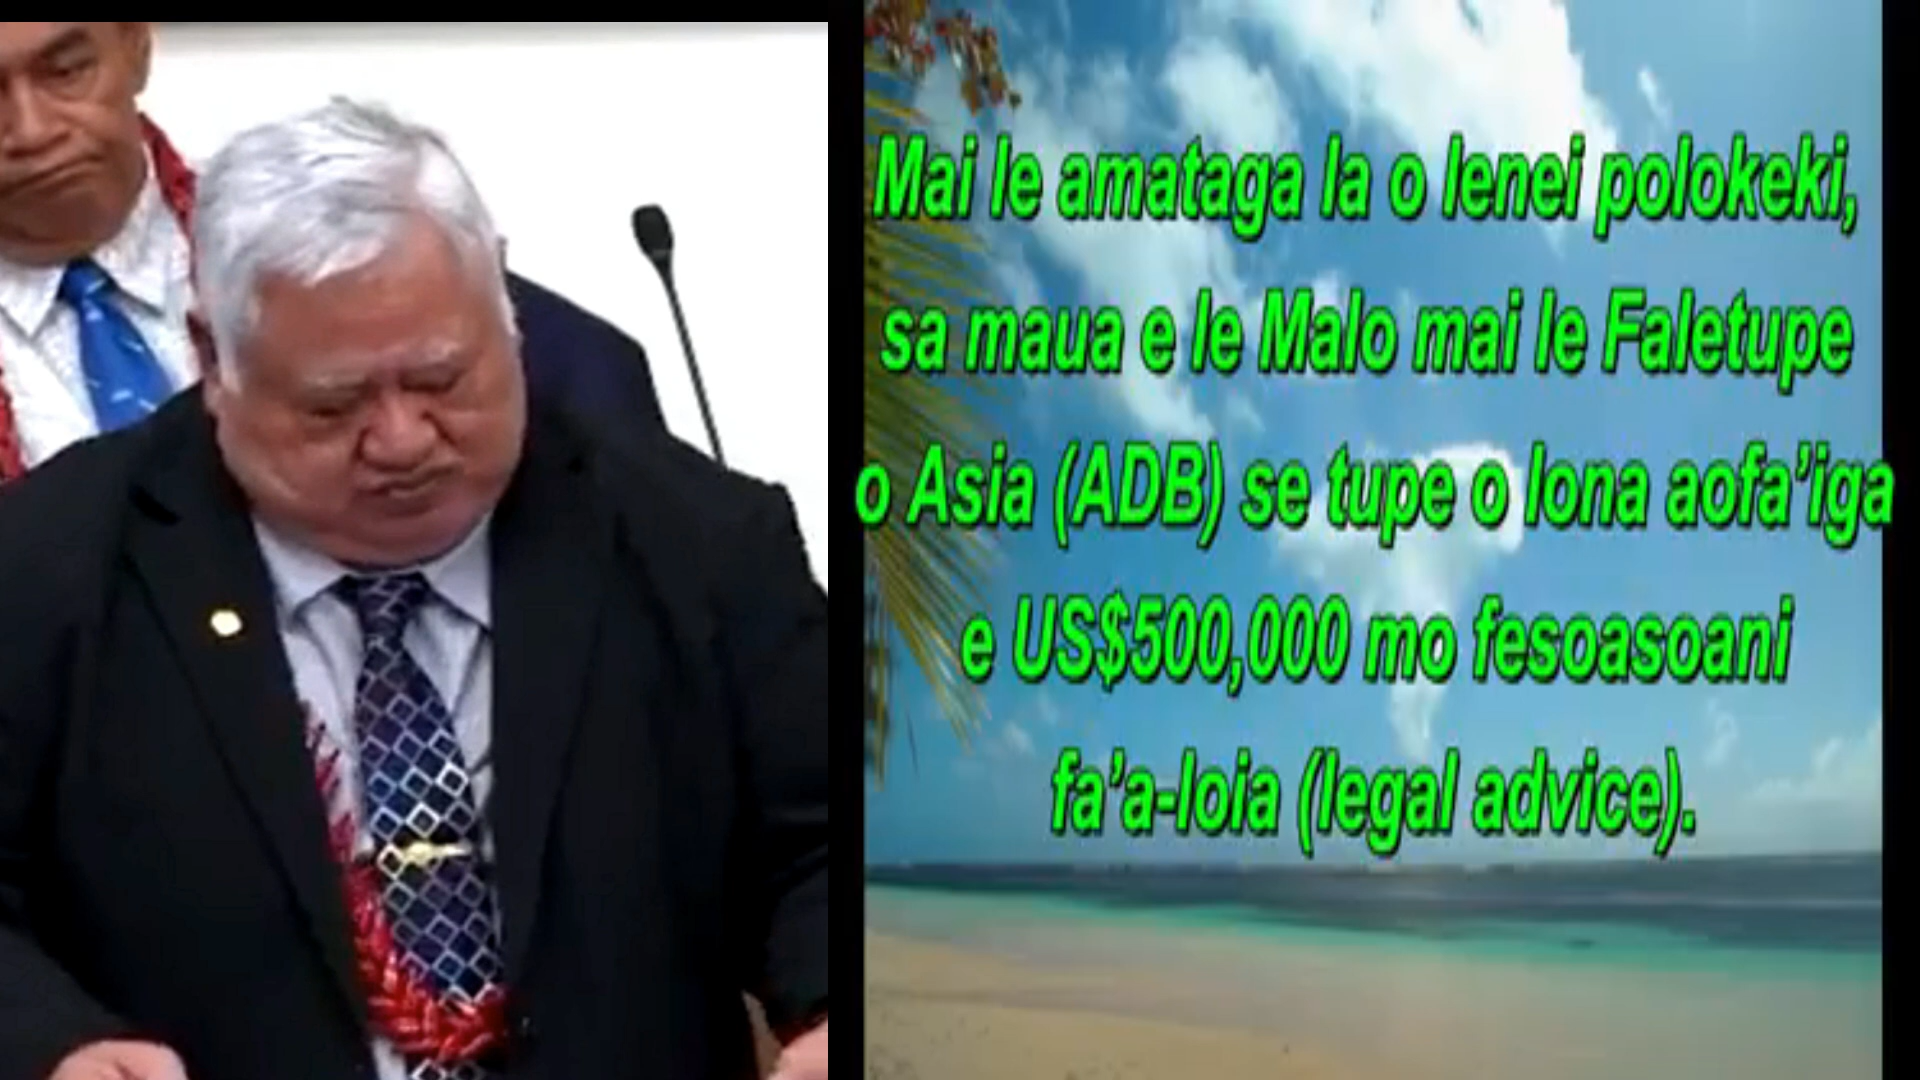 Mai le amataga la o lenei polokeki,
sa maua e le Malo mai le Faletupe
o Asia (ADB) se tupe o lona aofa’iga
e US$500,000 mo fesoasoani
fa’a-loia (legal advice).